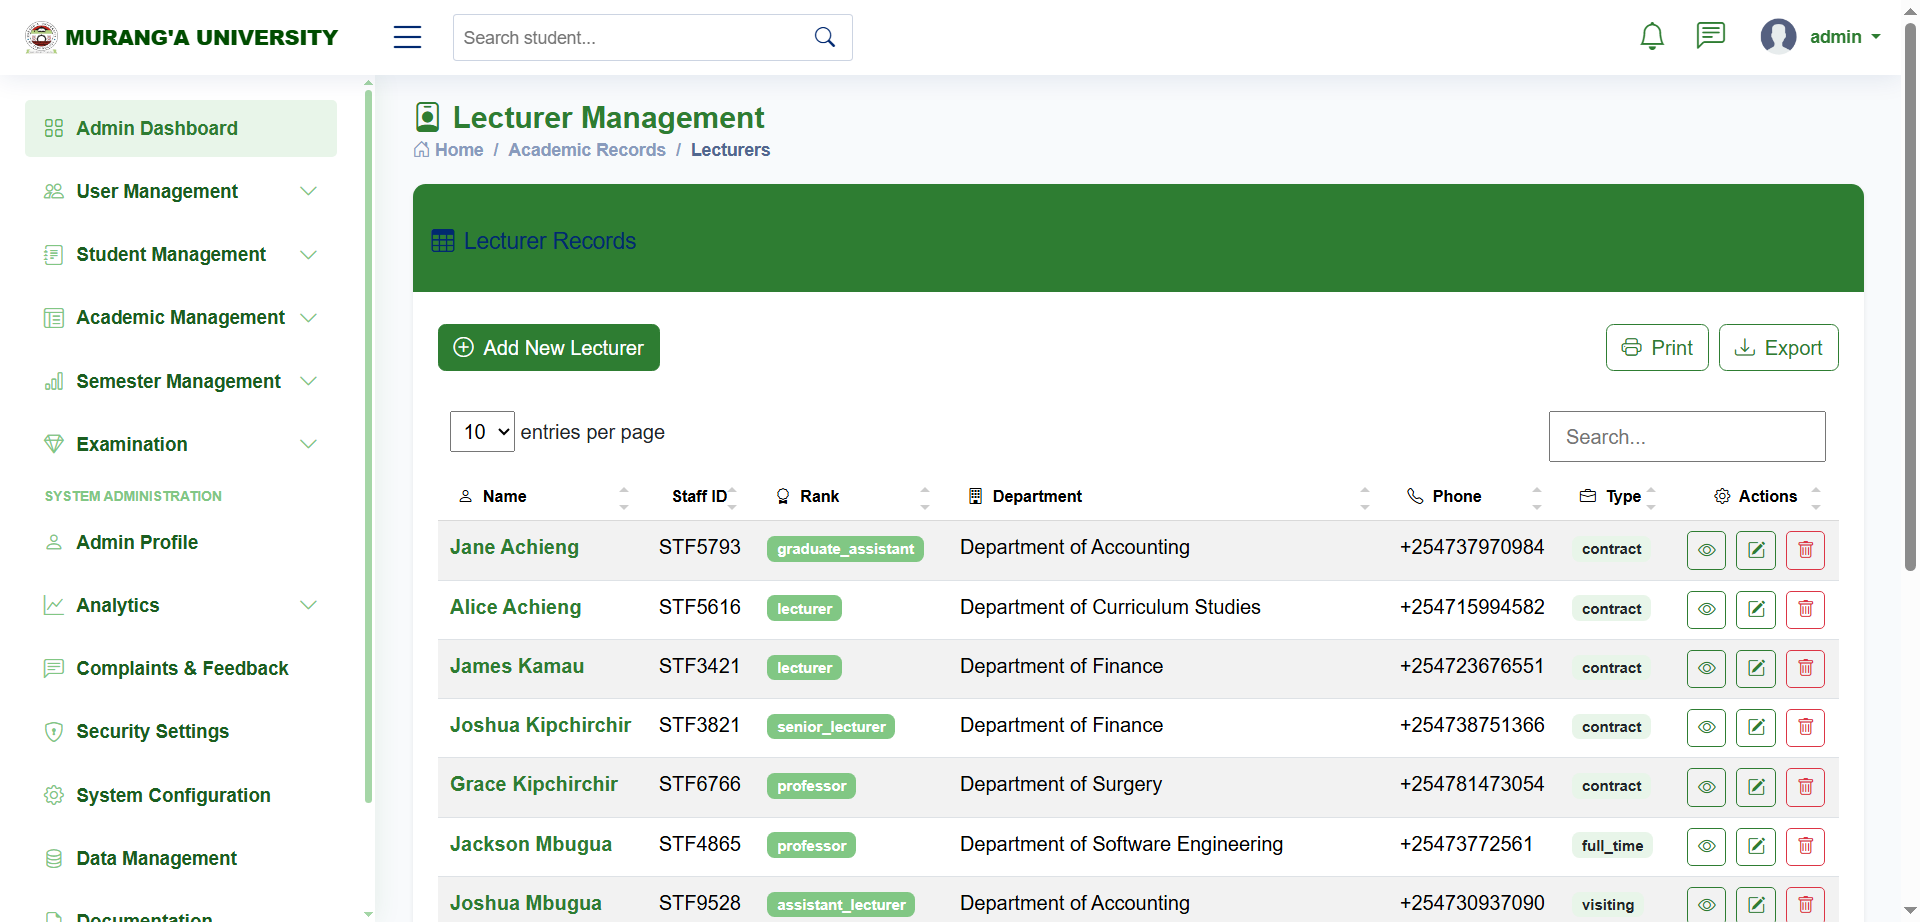 MURANG'A UNIVERSITY
Search student...
admin
Admin Dashboard
User Management
Student Management
Academic Management
Semester Management
Examination
SYSTEM ADMINISTRATION
Admin Profile
Analytics
Complaints & Feedback
Security Settings
System Configuration
Data Management
Documentation
Lecturer Management
Home / Academic Records / Lecturers
Lecturer Records
Add New Lecturer
Print
Export
10 entries per page
Search...
Name Staff ID Rank Department Phone Type Actions
Jane Achieng STF5793 graduate_assistant Department of Accounting +254737970984 contract
Alice Achieng STF5616 lecturer Department of Curriculum Studies +254715994582 contract
James Kamau STF3421 lecturer Department of Finance +254723676551 contract
Joshua Kipchirchir STF3821 senior_lecturer Department of Finance +254738751366 contract
Grace Kipchirchir STF6766 professor Department of Surgery +254781473054 contract
Jackson Mbugua STF4865 professor Department of Software Engineering +25473772561 full_time
Joshua Mbugua STF9528 assistant_lecturer Department of Accounting +254730937090 visiting